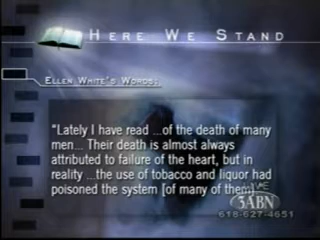 HERE WE STAND
ELLEN WHITE'S WORDS:
"Lately I have read ...of the death of many
men... Their death is almost always
attributed to failure of the heart, but in
reality ...the use of tobacco and liquor had
poisoned the system [of many of them]
LIVE
3ABN
618-627-4651